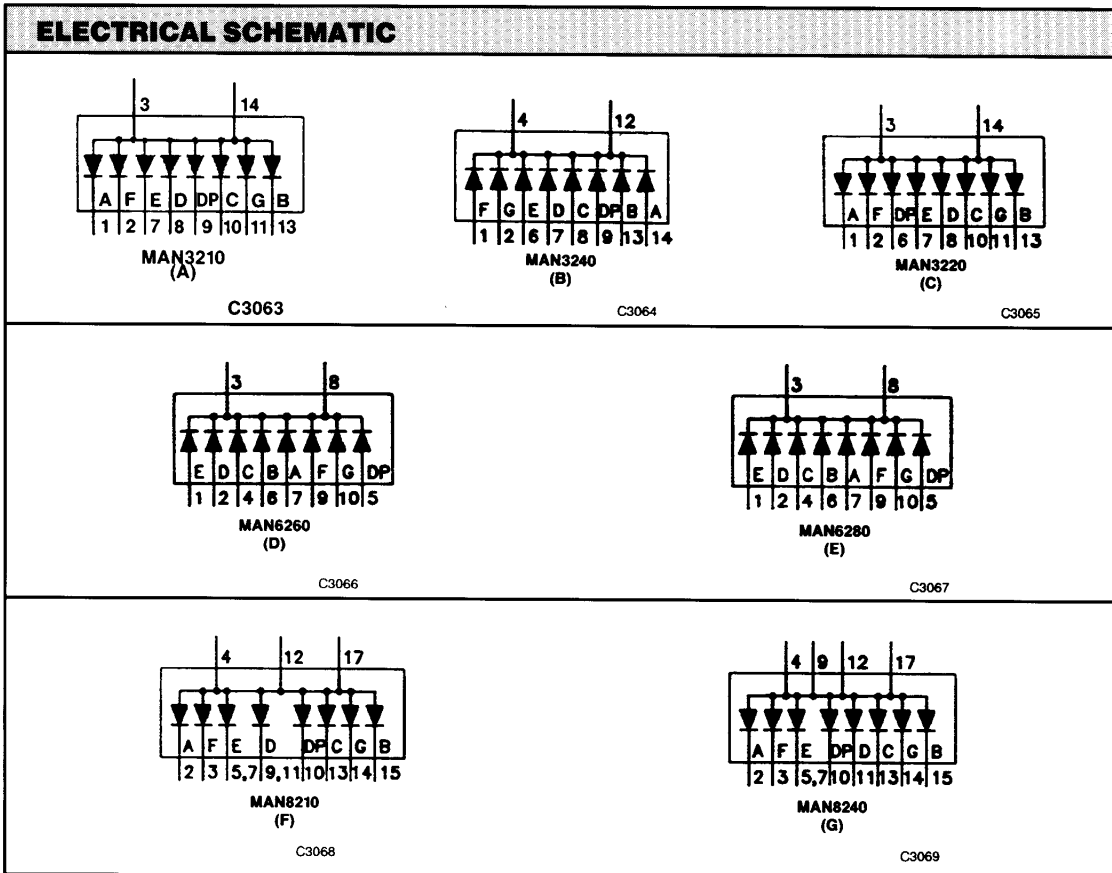 ELECTRICAL SCHEMATIC
3 14
A F E D DP C G B
1 2 7 8 9 10 11 13
MAN3210
(A)
C3063
4 12
F G E D C DP B A
1 2 6 7 8 9 13 14
MAN3240
(B)
C3064
3 14
A F DP E D C G B
1 2 6 7 8 10 11 13
MAN3220
(C)
C3065
3 8
E D C B A F G DP
1 2 4 6 7 9 10 5
MAN6260
(D)
C3066
3 8
E D C B A F G DP
1 2 4 6 7 9 10 5
MAN6280
(E)
C3067
4 12 17
A F E D DP C G B
2 3 5,7 9,11 10 13 14 15
MAN8210
(F)
C3068
4 9 12 17
A F E DP D C G B
2 3 5,7 10 11 13 14 15
MAN8240
(G)
C3069